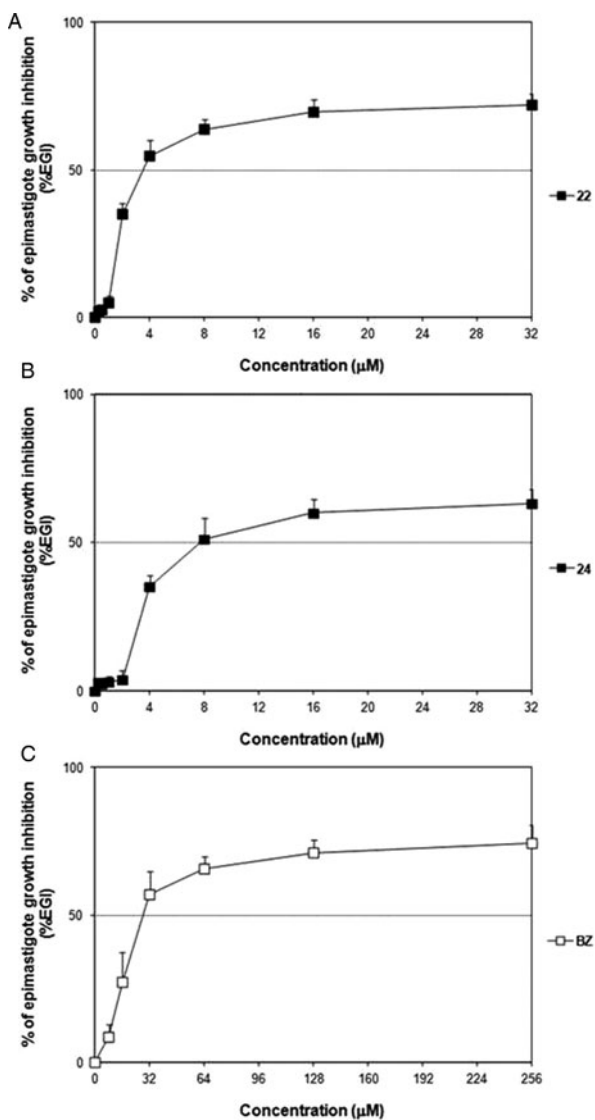 A
% of epimastigote growth inhibition
(%EGI)
100
50
0
0 4 8 12 16 20 24 28 32
Concentration (µM)
22
B
% of epimastigote growth inhibition
(%EGI)
100
50
0
0 4 8 12 16 20 24 28 32
Concentration (µM)
24
C
% of epimastigote growth inhibition
(%EGI)
100
50
0
0 32 64 96 128 160 192 224 256
Concentration (µM)
BZ